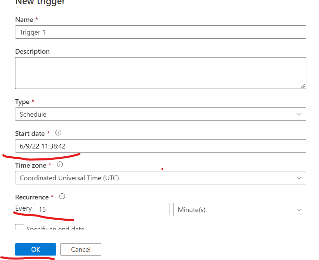 New trigger
Name *
Trigger 1
Description
Type *
Schedule
Start date *
6/9/22 11:38:42
Time zone *
Coordinated Universal Time (UTC)
Recurrence *
Every 15 Minute(s)
Specify an end date
OK Cancel